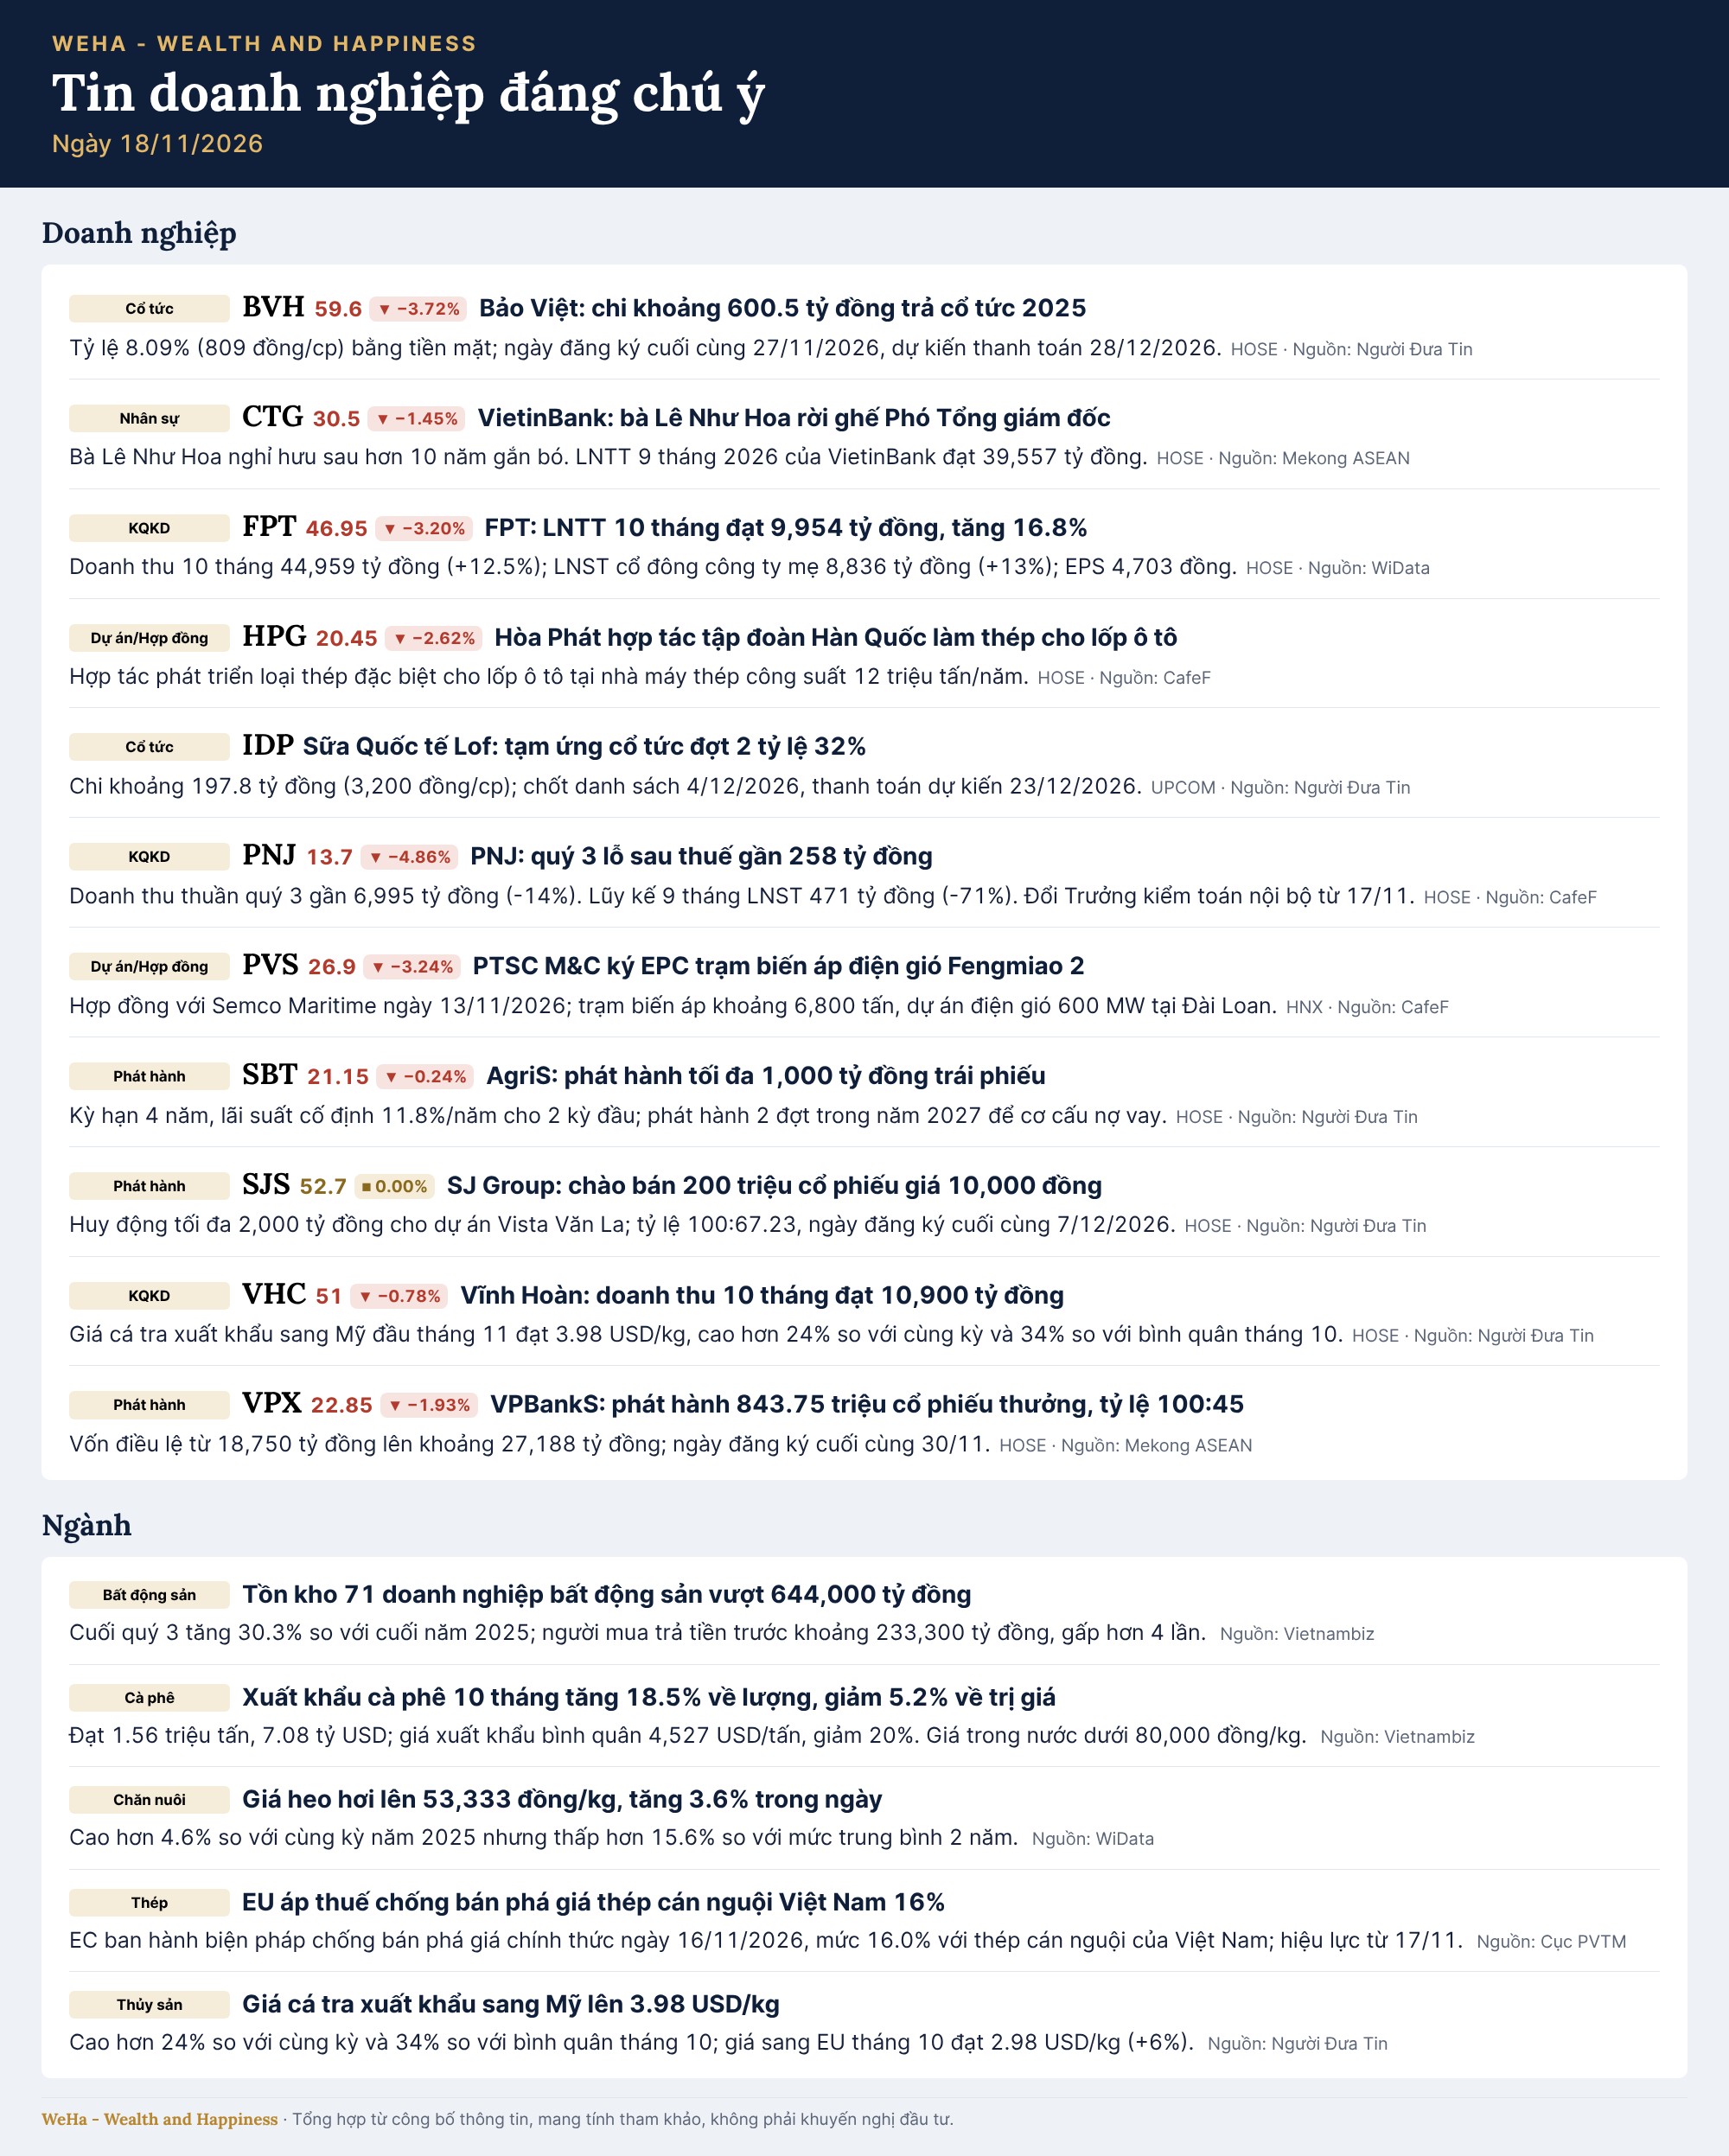 WEHA - WEALTH AND HAPPINESS
Tin doanh nghiệp đáng chú ý
Ngày 18/11/2026
Doanh nghiệp
Cổ tức BVH 59.6 ▼ −3.72% Bảo Việt: chi khoảng 600.5 tỷ đồng trả cổ tức 2025
Tỷ lệ 8.09% (809 đồng/cp) bằng tiền mặt; ngày đăng ký cuối cùng 27/11/2026, dự kiến thanh toán 28/12/2026. HOSE · Nguồn: Người Đưa Tin
Nhân sự CTG 30.5 ▼ −1.45% VietinBank: bà Lê Như Hoa rời ghế Phó Tổng giám đốc
Bà Lê Như Hoa nghỉ hưu sau hơn 10 năm gắn bó. LNTT 9 tháng 2026 của VietinBank đạt 39,557 tỷ đồng. HOSE · Nguồn: Mekong ASEAN
KQKD FPT 46.95 ▼ −3.20% FPT: LNTT 10 tháng đạt 9,954 tỷ đồng, tăng 16.8%
Doanh thu 10 tháng 44,959 tỷ đồng (+12.5%); LNST cổ đông công ty mẹ 8,836 tỷ đồng (+13%); EPS 4,703 đồng. HOSE · Nguồn: WiData
Dự án/Hợp đồng HPG 20.45 ▼ −2.62% Hòa Phát hợp tác tập đoàn Hàn Quốc làm thép cho lốp ô tô
Hợp tác phát triển loại thép đặc biệt cho lốp ô tô tại nhà máy thép công suất 12 triệu tấn/năm. HOSE · Nguồn: CafeF
Cổ tức IDP Sữa Quốc tế Lof: tạm ứng cổ tức đợt 2 tỷ lệ 32%
Chi khoảng 197.8 tỷ đồng (3,200 đồng/cp); chốt danh sách 4/12/2026, thanh toán dự kiến 23/12/2026. UPCOM · Nguồn: Người Đưa Tin
KQKD PNJ 13.7 ▼ −4.86% PNJ: quý 3 lỗ sau thuế gần 258 tỷ đồng
Doanh thu thuần quý 3 gần 6,995 tỷ đồng (-14%). Lũy kế 9 tháng LNST 471 tỷ đồng (-71%). Đổi Trưởng kiểm toán nội bộ từ 17/11. HOSE · Nguồn: CafeF
Dự án/Hợp đồng PVS 26.9 ▼ −3.24% PTSC M&C ký EPC trạm biến áp điện gió Fengmiao 2
Hợp đồng với Semco Maritime ngày 13/11/2026; trạm biến áp khoảng 6,800 tấn, dự án điện gió 600 MW tại Đài Loan. HNX · Nguồn: CafeF
Phát hành SBT 21.15 ▼ −0.24% AgriS: phát hành tối đa 1,000 tỷ đồng trái phiếu
Kỳ hạn 4 năm, lãi suất cố định 11.8%/năm cho 2 kỳ đầu; phát hành 2 đợt trong năm 2027 để cơ cấu nợ vay. HOSE · Nguồn: Người Đưa Tin
Phát hành SJS 52.7 ■ 0.00% SJ Group: chào bán 200 triệu cổ phiếu giá 10,000 đồng
Huy động tối đa 2,000 tỷ đồng cho dự án Vista Văn La; tỷ lệ 100:67.23, ngày đăng ký cuối cùng 7/12/2026. HOSE · Nguồn: Người Đưa Tin
KQKD VHC 51 ▼ −0.78% Vĩnh Hoàn: doanh thu 10 tháng đạt 10,900 tỷ đồng
Giá cá tra xuất khẩu sang Mỹ đầu tháng 11 đạt 3.98 USD/kg, cao hơn 24% so với cùng kỳ và 34% so với bình quân tháng 10. HOSE · Nguồn: Người Đưa Tin
Phát hành VPX 22.85 ▼ −1.93% VPBankS: phát hành 843.75 triệu cổ phiếu thưởng, tỷ lệ 100:45
Vốn điều lệ từ 18,750 tỷ đồng lên khoảng 27,188 tỷ đồng; ngày đăng ký cuối cùng 30/11. HOSE · Nguồn: Mekong ASEAN
Ngành
Bất động sản Tồn kho 71 doanh nghiệp bất động sản vượt 644,000 tỷ đồng
Cuối quý 3 tăng 30.3% so với cuối năm 2025; người mua trả tiền trước khoảng 233,300 tỷ đồng, gấp hơn 4 lần. Nguồn: Vietnambiz
Cà phê Xuất khẩu cà phê 10 tháng tăng 18.5% về lượng, giảm 5.2% về trị giá
Đạt 1.56 triệu tấn, 7.08 tỷ USD; giá xuất khẩu bình quân 4,527 USD/tấn, giảm 20%. Giá trong nước dưới 80,000 đồng/kg. Nguồn: Vietnambiz
Chăn nuôi Giá heo hơi lên 53,333 đồng/kg, tăng 3.6% trong ngày
Cao hơn 4.6% so với cùng kỳ năm 2025 nhưng thấp hơn 15.6% so với mức trung bình 2 năm. Nguồn: WiData
Thép EU áp thuế chống bán phá giá thép cán nguội Việt Nam 16%
EC ban hành biện pháp chống bán phá giá chính thức ngày 16/11/2026, mức 16.0% với thép cán nguội của Việt Nam; hiệu lực từ 17/11. Nguồn: Cục PVTM
Thủy sản Giá cá tra xuất khẩu sang Mỹ lên 3.98 USD/kg
Cao hơn 24% so với cùng kỳ và 34% so với bình quân tháng 10; giá sang EU tháng 10 đạt 2.98 USD/kg (+6%). Nguồn: Người Đưa Tin
WeHa - Wealth and Happiness · Tổng hợp từ công bố thông tin, mang tính tham khảo, không phải khuyến nghị đầu tư.